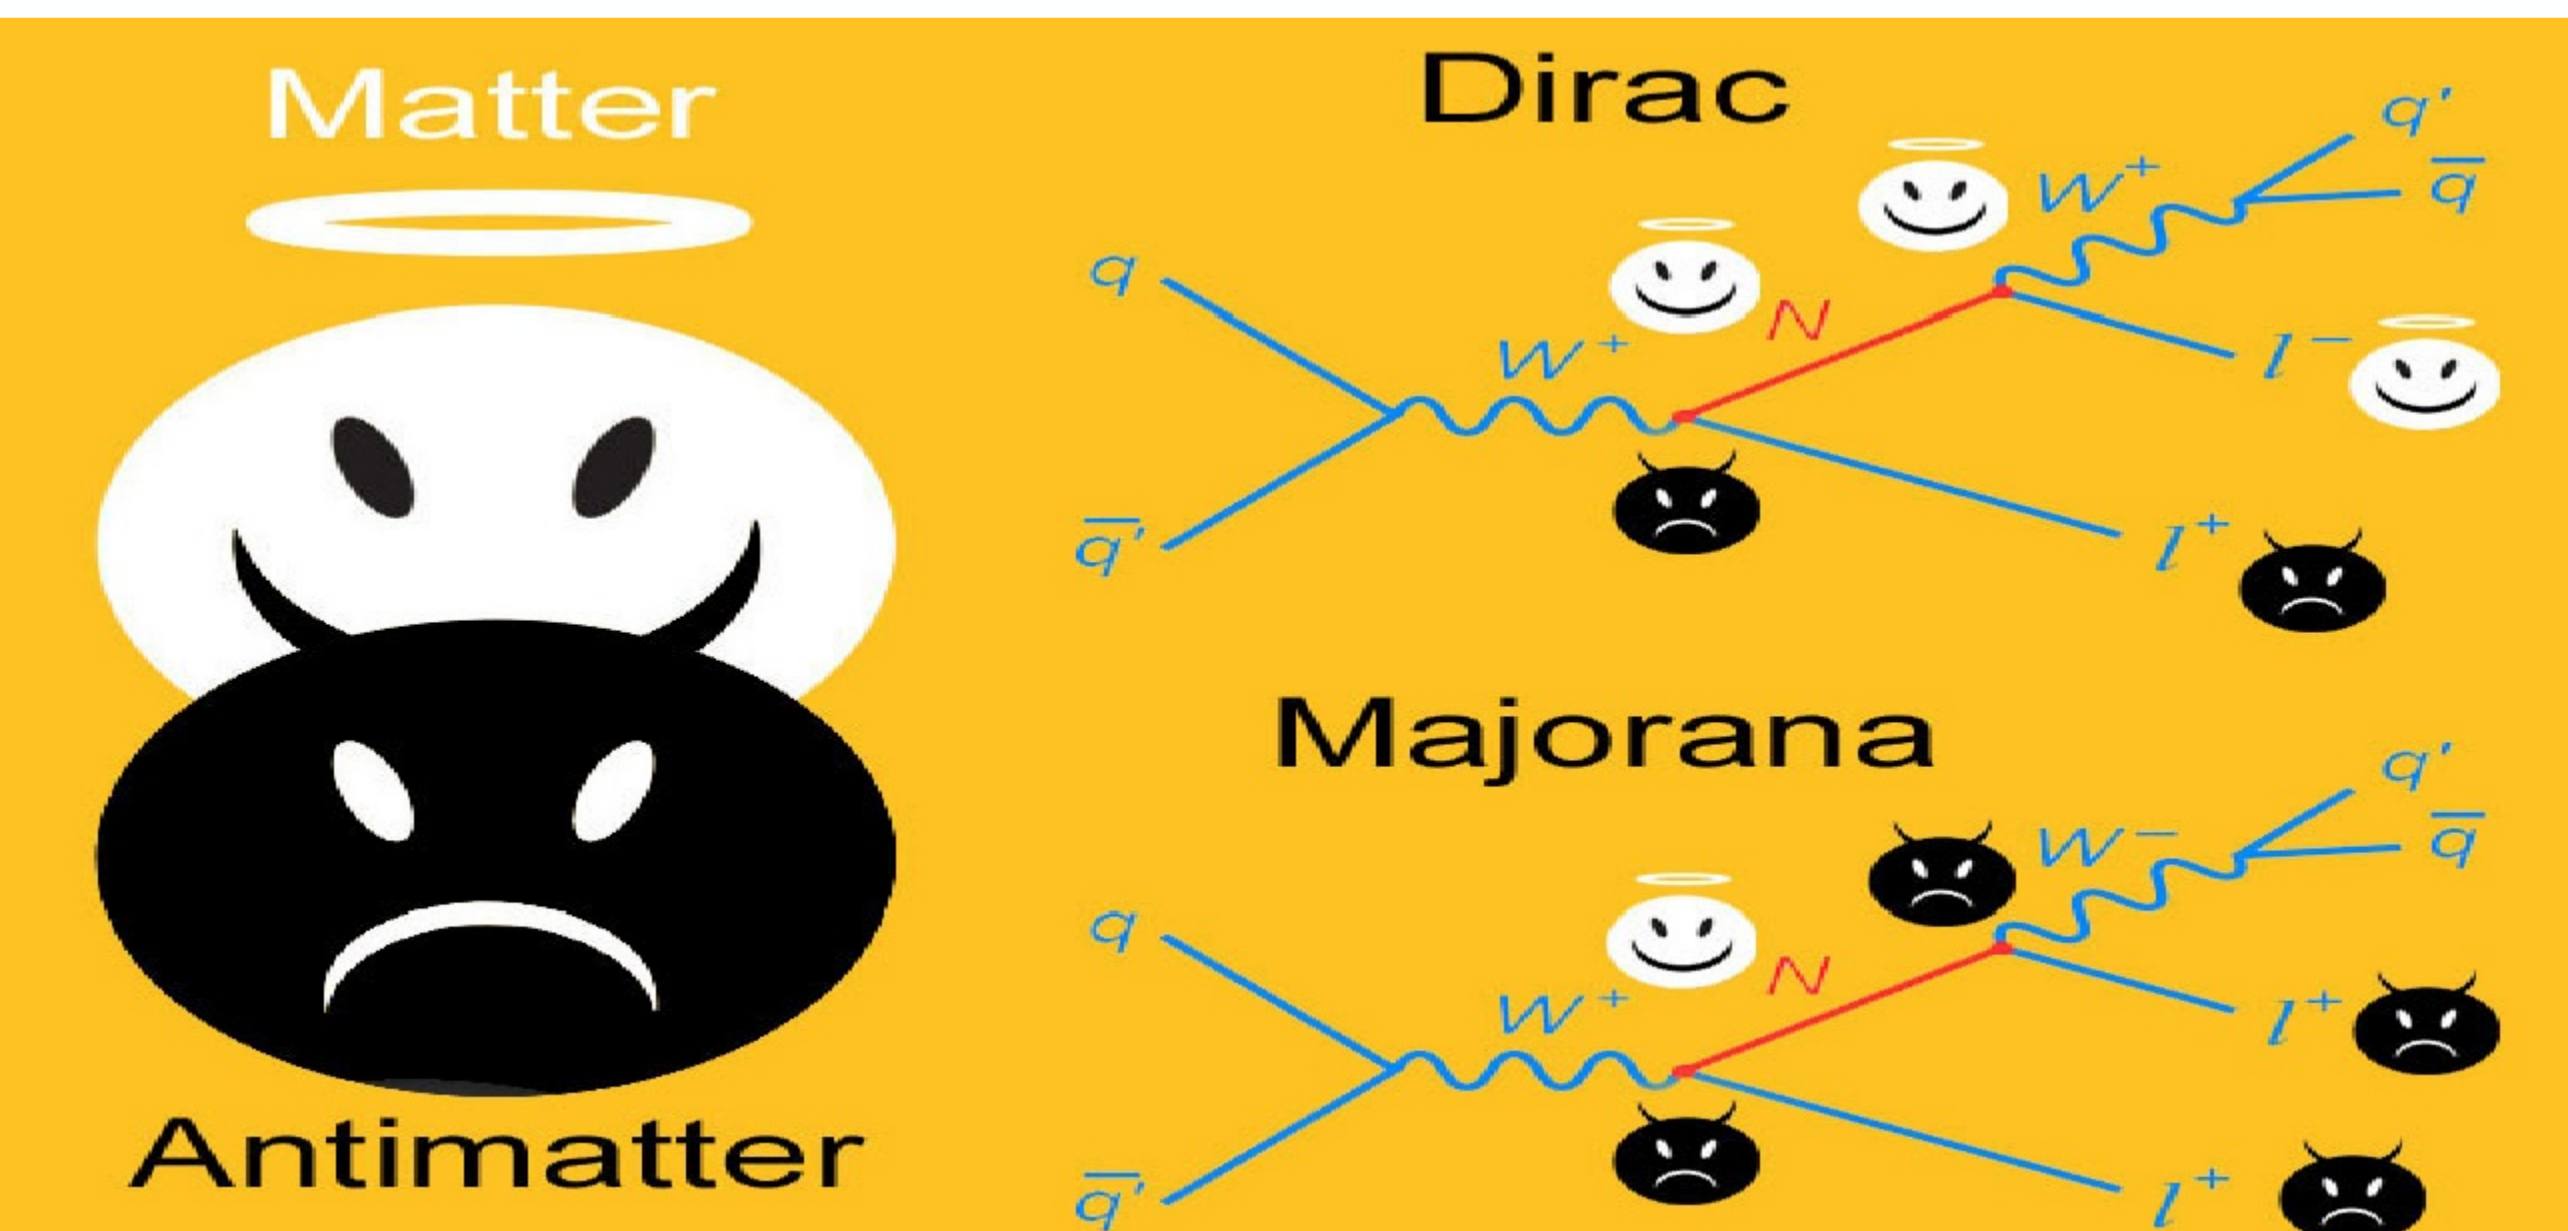 Matter
Antimatter
Dirac
q
q̅'
W⁺
N
W⁺
q'
q̅
l⁻
l⁺
Majorana
q
q̅'
W⁺
N
W⁻
q'
q̅
l⁺
l⁺